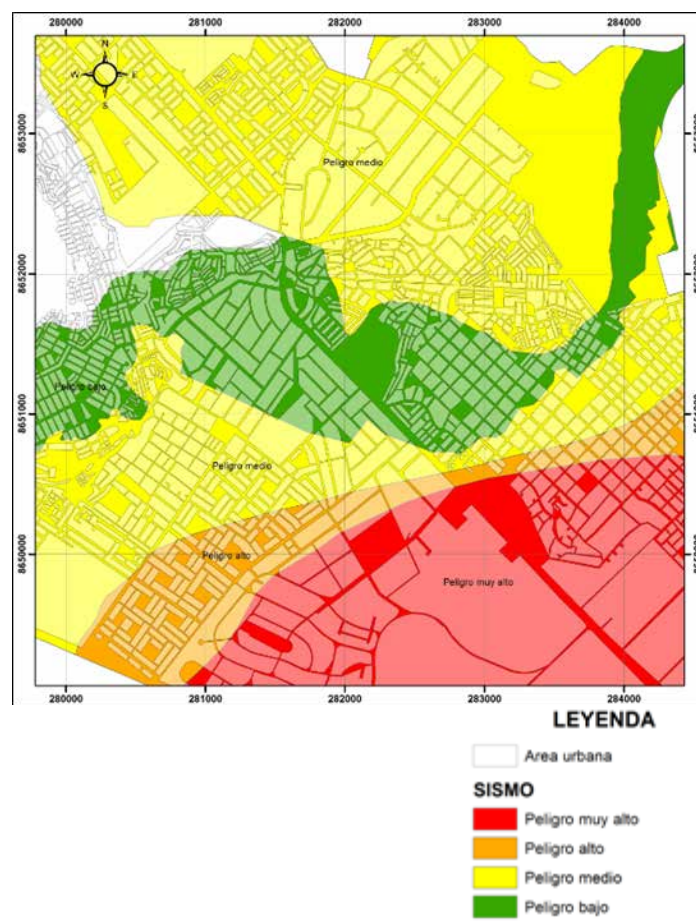 280000 281000 282000 283000 284000
N
W E
S
8653000
Peligro medio
8652000
Peligro bajo
8651000
Peligro medio
8650000
Peligro alto
Peligro muy alto
280000 281000 282000 283000 284000
LEYENDA
Area urbana
SISMO
Peligro muy alto
Peligro alto
Peligro medio
Peligro bajo